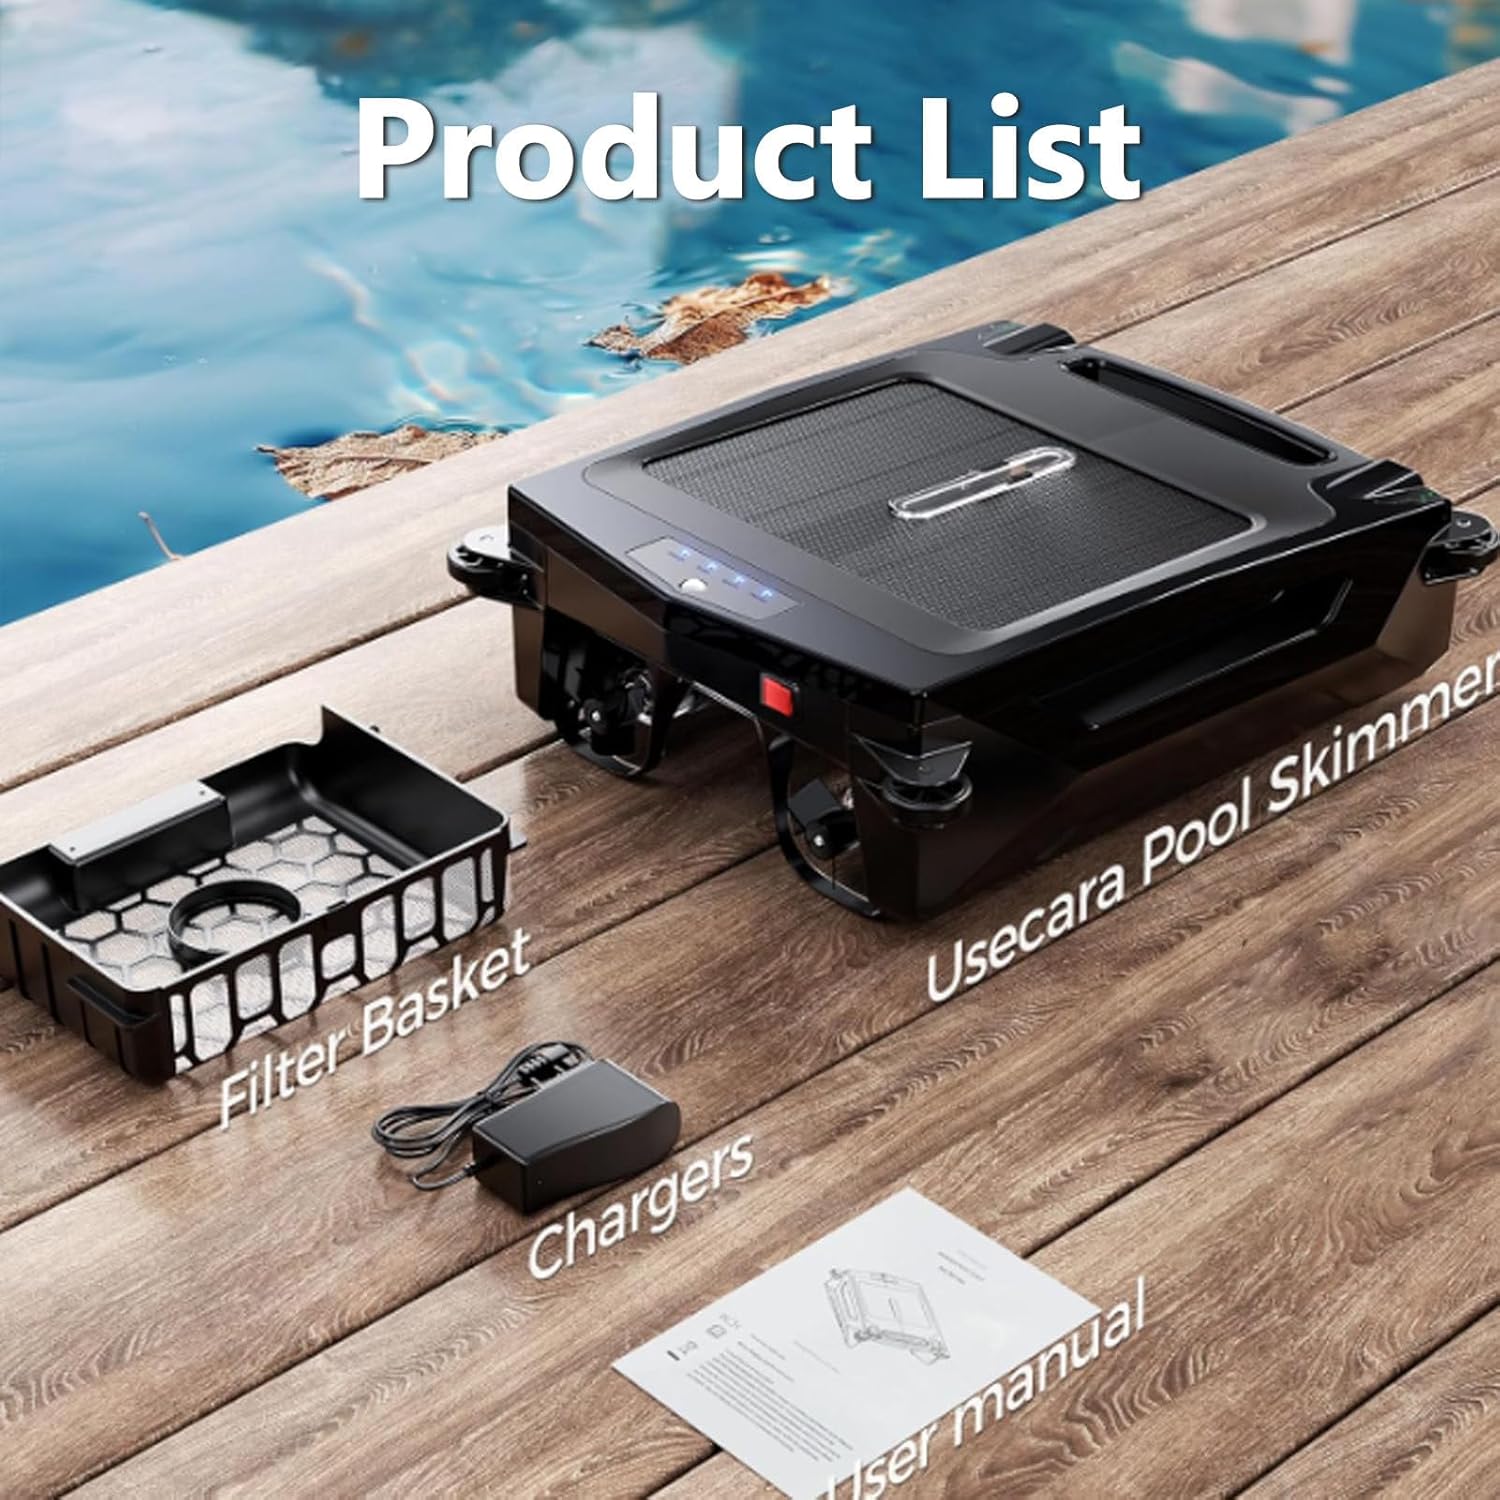 Product List
Usecara Pool Skimmer
Filter Basket
Chargers
User manual